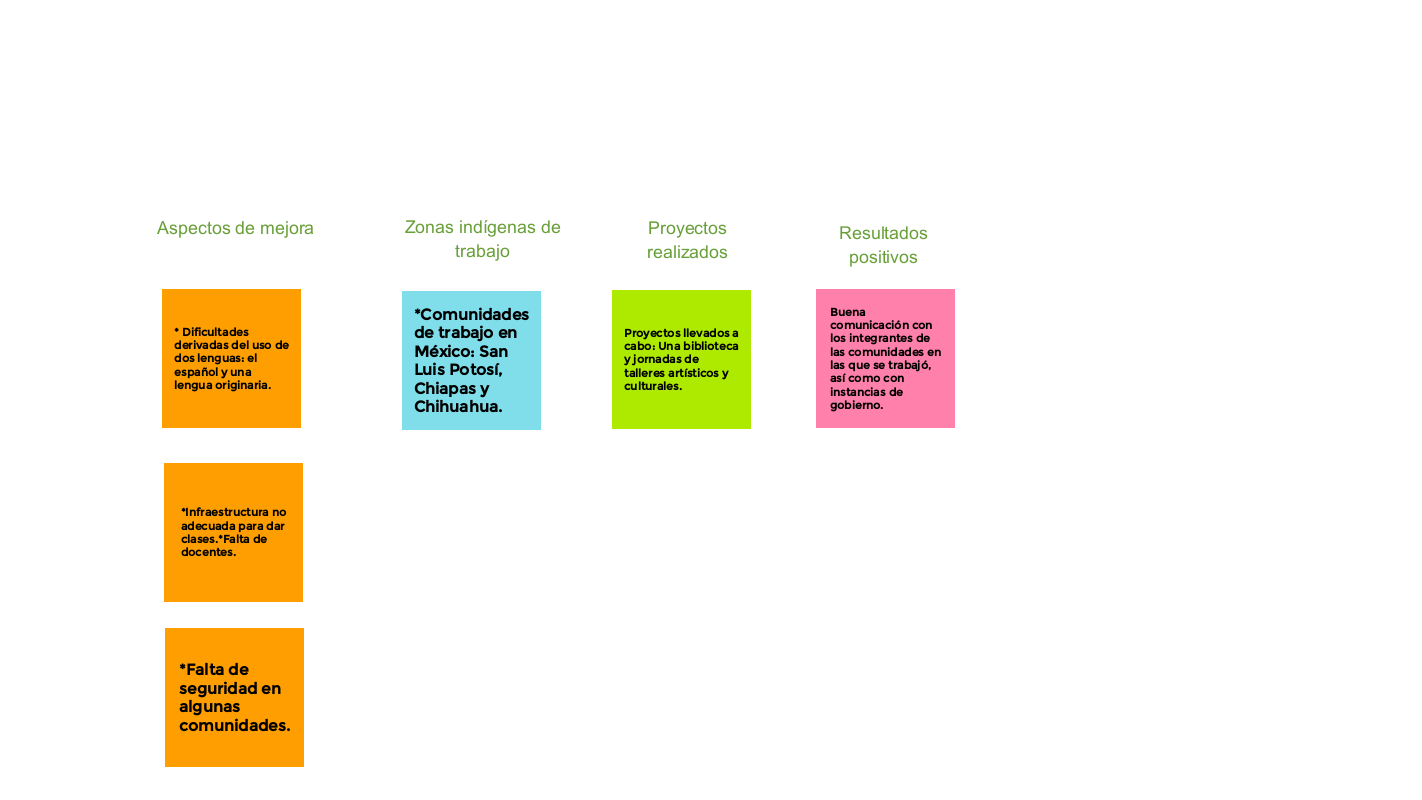 Aspectos de mejora
Zonas indígenas de
trabajo
Proyectos
realizados
Resultados
positivos
* Dificultades
derivadas del uso de
dos lenguas: el
español y una
lengua originaria.
*Comunidades
de trabajo en
México: San
Luis Potosí,
Chiapas y
Chihuahua.
Proyectos llevados a
cabo: Una biblioteca
y jornadas de
talleres artísticos y
culturales.
Buena
comunicación con
los integrantes de
las comunidades en
las que se trabajó,
así como con
instancias de
gobierno.
*Infraestructura no
adecuada para dar
clases.*Falta de
docentes.
*Falta de
seguridad en
algunas
comunidades.